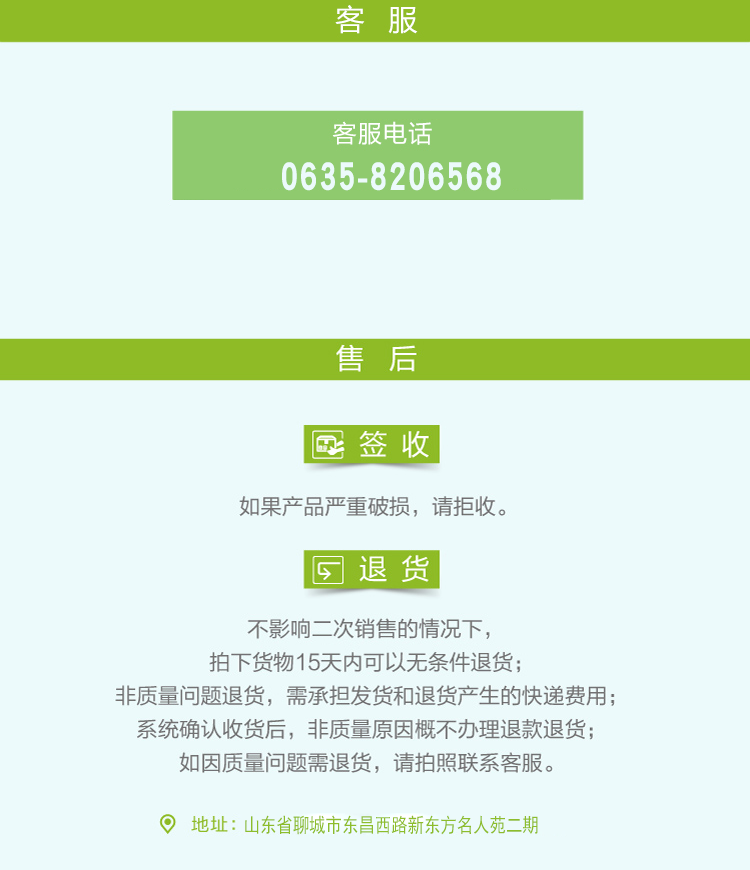 客 服
客服电话
0635-8206568
售 后
签 收
如果产品严重破损，请拒收。
退 货
不影响二次销售的情况下，
拍下货物15天内可以无条件退货；
非质量问题退货，需承担发货和退货产生的快递费用；
系统确认收货后，非质量原因概不办理退款退货；
如因质量问题需退货，请拍照联系客服。
地址：山东省聊城市东昌西路新东方名人苑二期